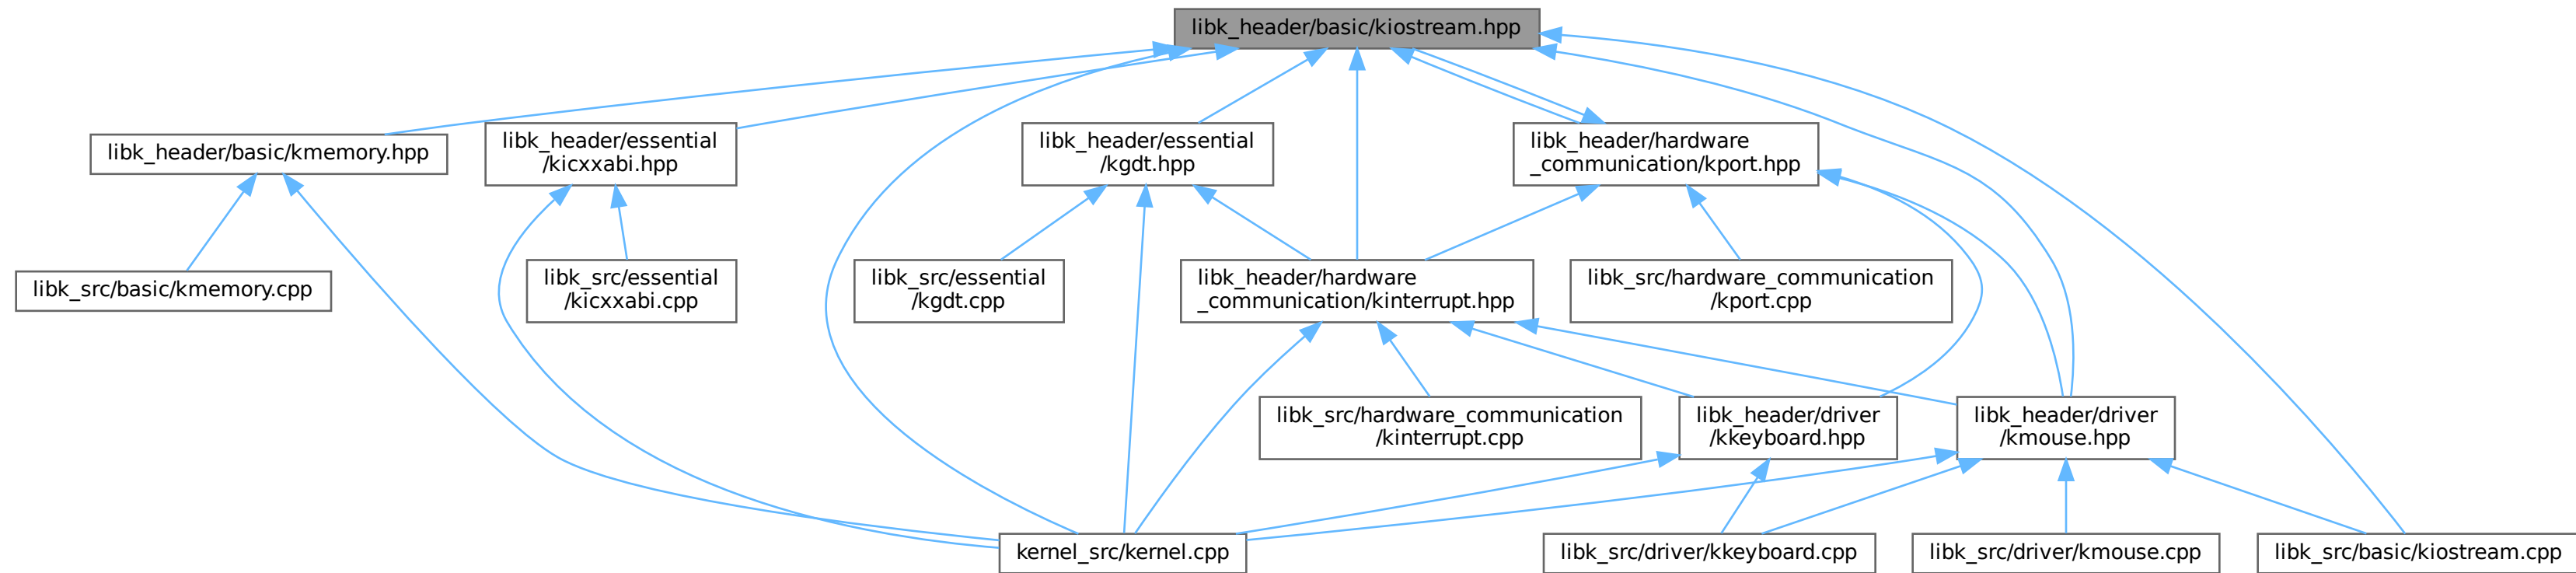 libk_header/basic/kiostream.hpp
libk_header/basic/kmemory.hpp
libk_header/essential
/kicxxabi.hpp
libk_header/essential
/kgdt.hpp
libk_header/hardware
_communication/kport.hpp
libk_src/basic/kmemory.cpp
libk_src/essential
/kicxxabi.cpp
libk_src/essential
/kgdt.cpp
libk_header/hardware
_communication/kinterrupt.hpp
libk_src/hardware_communication
/kport.cpp
libk_src/hardware_communication
/kinterrupt.cpp
libk_header/driver
/kkeyboard.hpp
libk_header/driver
/kmouse.hpp
kernel_src/kernel.cpp
libk_src/driver/kkeyboard.cpp
libk_src/driver/kmouse.cpp
libk_src/basic/kiostream.cpp